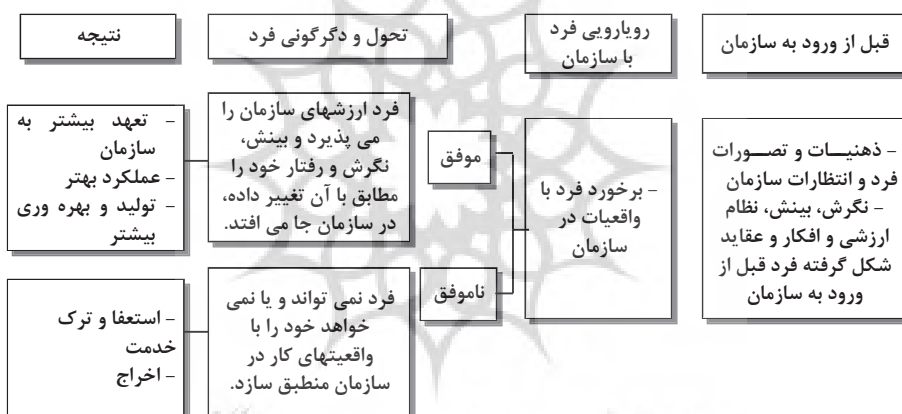 قبل از ورود به سازمان
رویارویی فرد
با سازمان
تحول و دگرگونی فرد
نتیجه
- ذهنیـــات و تصـــورات
فرد و انتظارات سازمان
- نگرش، بینش، نظام
ارزشی و افکار و عقاید
شکل گرفته فرد قبل از
ورود به سازمان
- برخورد فرد با
واقعیات در
سازمان
موفق
فرد ارزشهای سازمان را
می پذیرد و بینش،
نگرش و رفتار خود را
مطابق با آن تغییر داده،
در سازمان جا می افتد.
- تعهد بیشتر به
سازمان
- عملکرد بهتر
- تولید و بهره وری
بیشتر
ناموفق
فرد نمی تواند و یا نمی
خواهد خود را با
واقعیتهای کار در
سازمان منطبق سازد.
- استعفا و ترک
خدمت
- اخراج